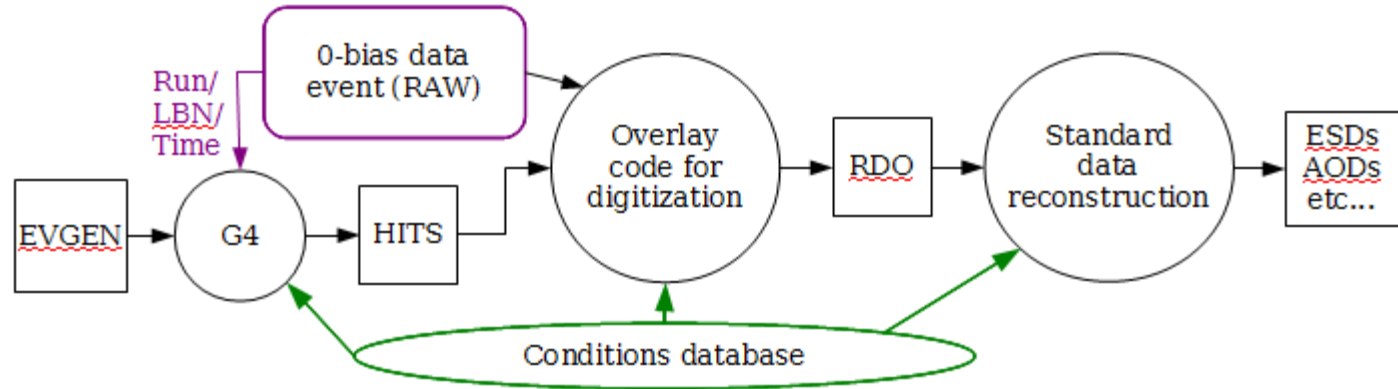 0-bias data
event (RAW)
Run/
LBN/
Time
EVGEN
G4
HITS
Overlay
code for
digitization
RDO
Standard
data
reconstruction
ESDs
AODs
etc...
Conditions database